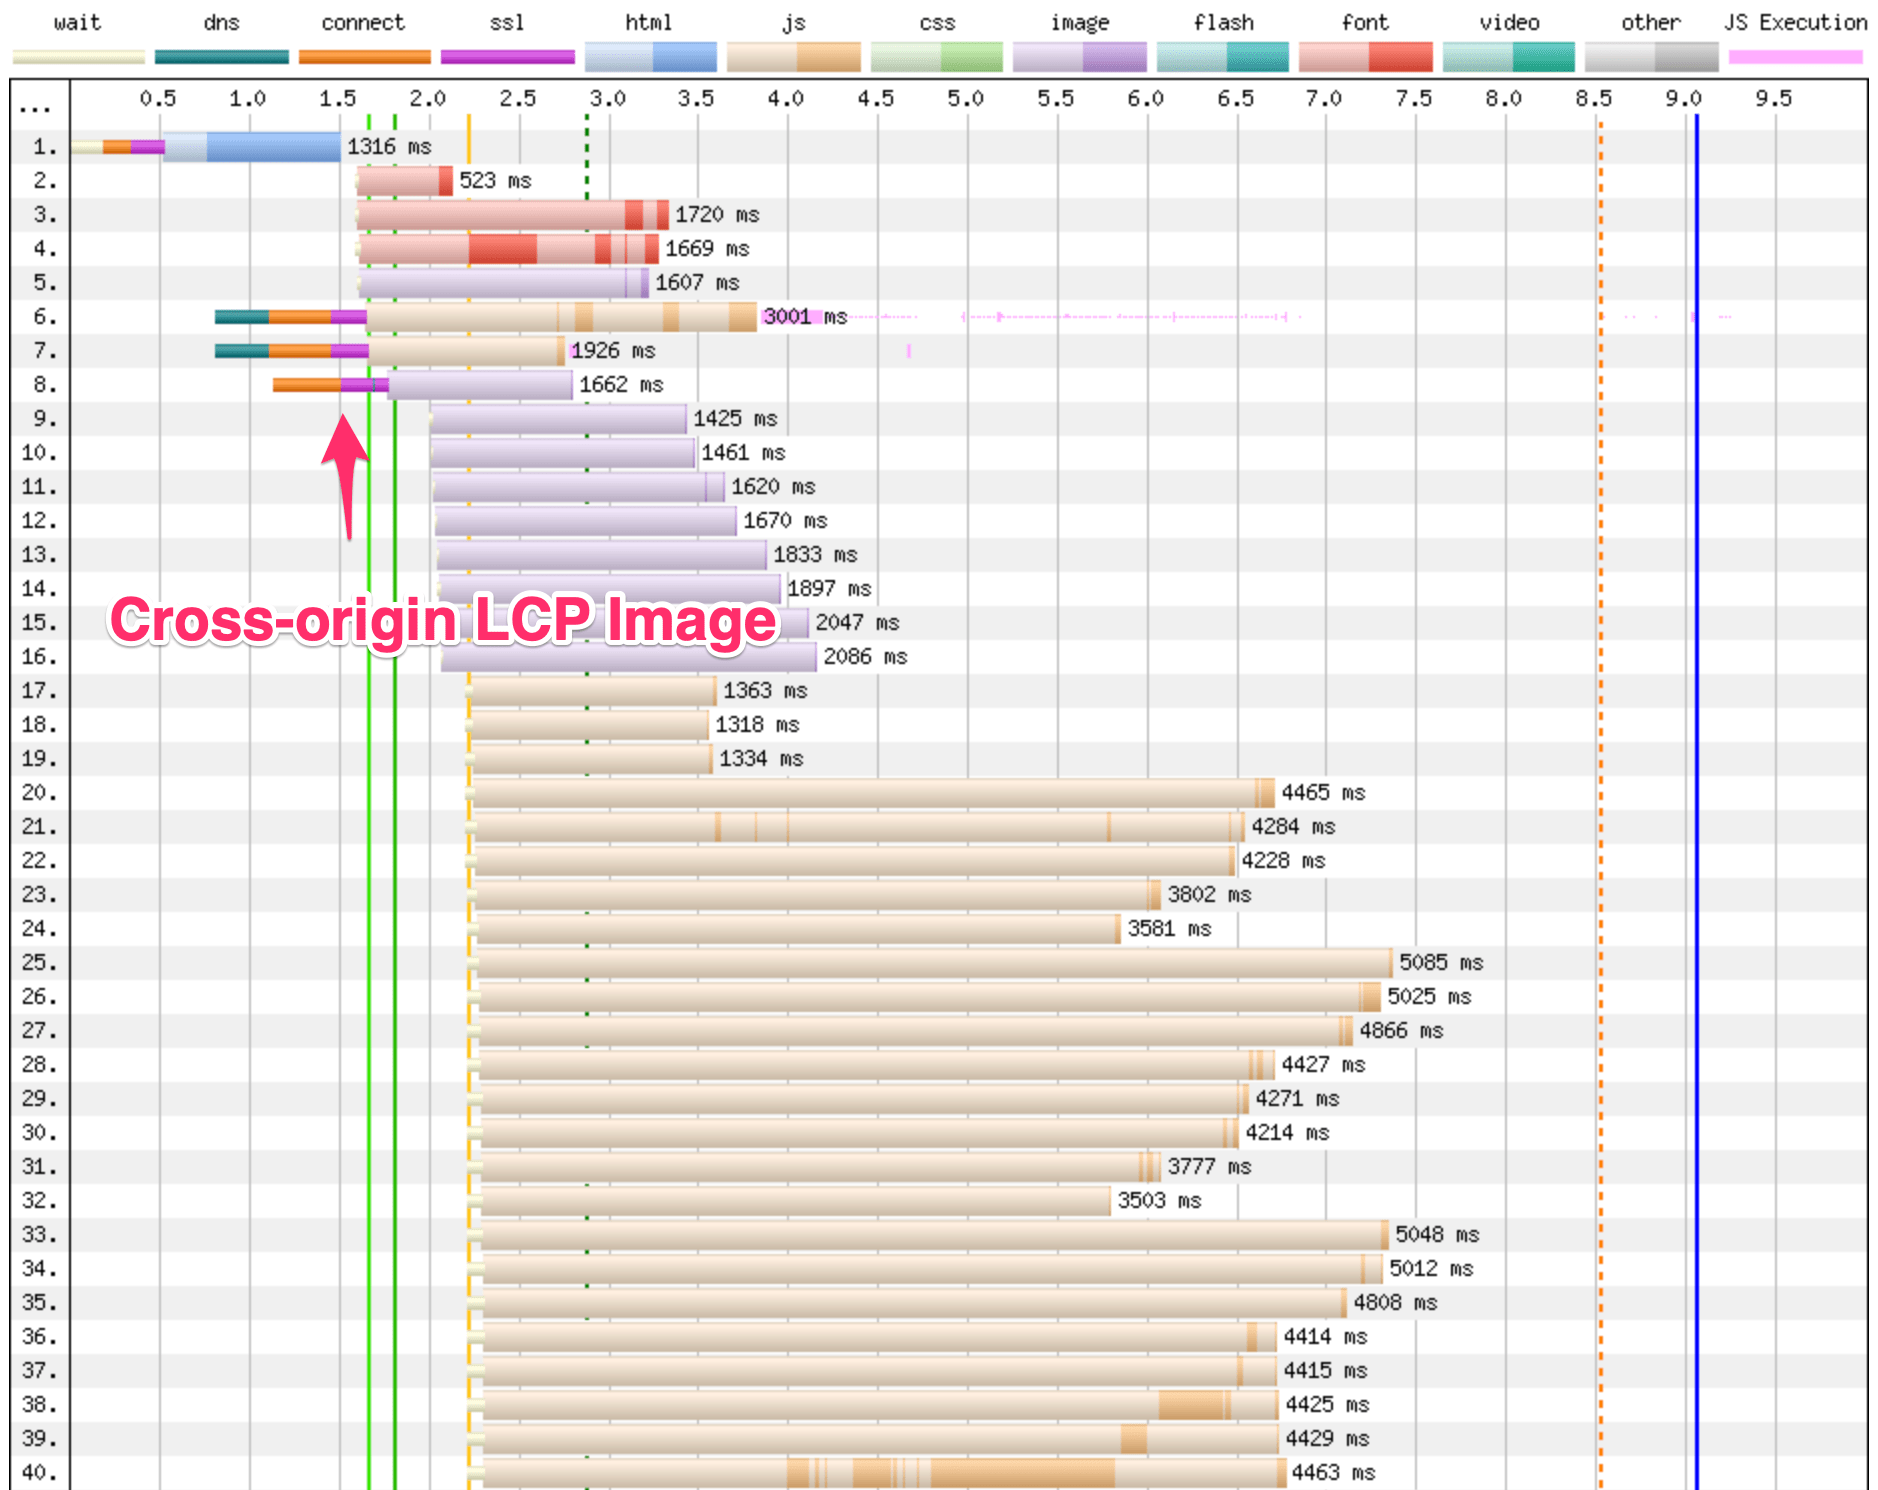 wait dns connect ssl html js css image flash font video other JS Execution
... 0.5 1.0 1.5 2.0 2.5 3.0 3.5 4.0 4.5 5.0 5.5 6.0 6.5 7.0 7.5 8.0 8.5 9.0 9.5
1. 1316 ms
2. 523 ms
3. 1720 ms
4. 1669 ms
5. 1607 ms
6. 3001 ms
7. 1926 ms
8. 1662 ms
9. 1425 ms
10. 1461 ms
11. 1620 ms
12. 1670 ms
13. 1833 ms
14. 1897 ms
Cross-origin LCP Image
15. 2047 ms
16. 2086 ms
17. 1363 ms
18. 1318 ms
19. 1334 ms
20. 4465 ms
21. 4284 ms
22. 4228 ms
23. 3802 ms
24. 3581 ms
25. 5085 ms
26. 5025 ms
27. 4866 ms
28. 4427 ms
29. 4271 ms
30. 4214 ms
31. 3777 ms
32. 3503 ms
33. 5048 ms
34. 5012 ms
35. 4808 ms
36. 4414 ms
37. 4415 ms
38. 4425 ms
39. 4429 ms
40. 4463 ms